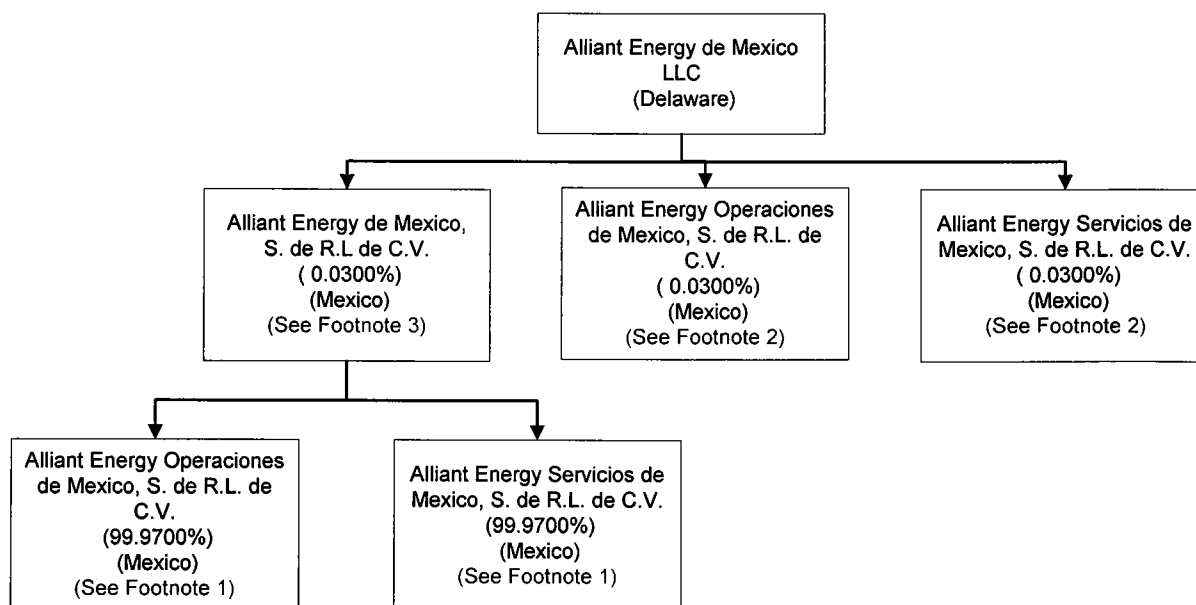 Alliant Energy de Mexico
LLC
(Delaware)
Alliant Energy de Mexico,
S. de R.L de C.V.
( 0.0300%)
(Mexico)
(See Footnote 3)
Alliant Energy Operaciones
de Mexico, S. de R.L. de
C.V.
( 0.0300%)
(Mexico)
(See Footnote 2)
Alliant Energy Servicios de
Mexico, S. de R.L. de C.V.
( 0.0300%)
(Mexico)
(See Footnote 2)
Alliant Energy Operaciones
de Mexico, S. de R.L. de
C.V.
(99.9700%)
(Mexico)
(See Footnote 1)
Alliant Energy Servicios de
Mexico, S. de R.L. de C.V.
(99.9700%)
(Mexico)
(See Footnote 1)